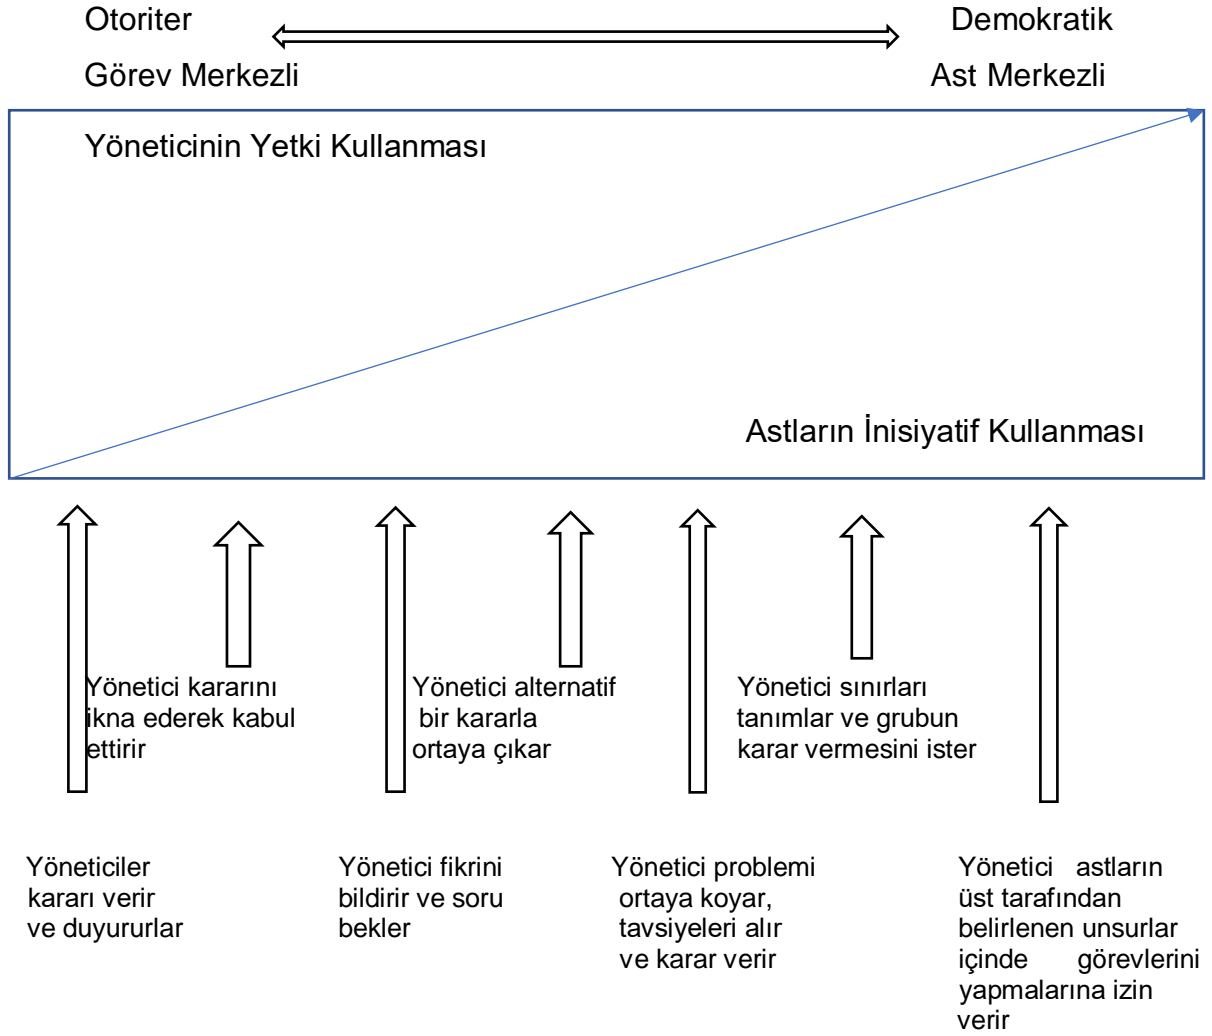 Otoriter
Demokratik
Görev Merkezli
Ast Merkezli
Yöneticinin Yetki Kullanması
Astların İnisiyatif Kullanması
Yönetici kararını
ikna ederek kabul
ettirir
Yönetici alternatif
bir kararla
ortaya çıkar
Yönetici sınırları
tanımlar ve grubun
karar vermesini ister
Yöneticiler
kararı verir
ve duyururlar
Yönetici fikrini
bildirir ve soru
bekler
Yönetici problemi
ortaya koyar,
tavsiyeleri alır
ve karar verir
Yönetici astların
üst tarafından
belirlenen unsurlar
içinde görevlerini
yapmalarına izin
verir